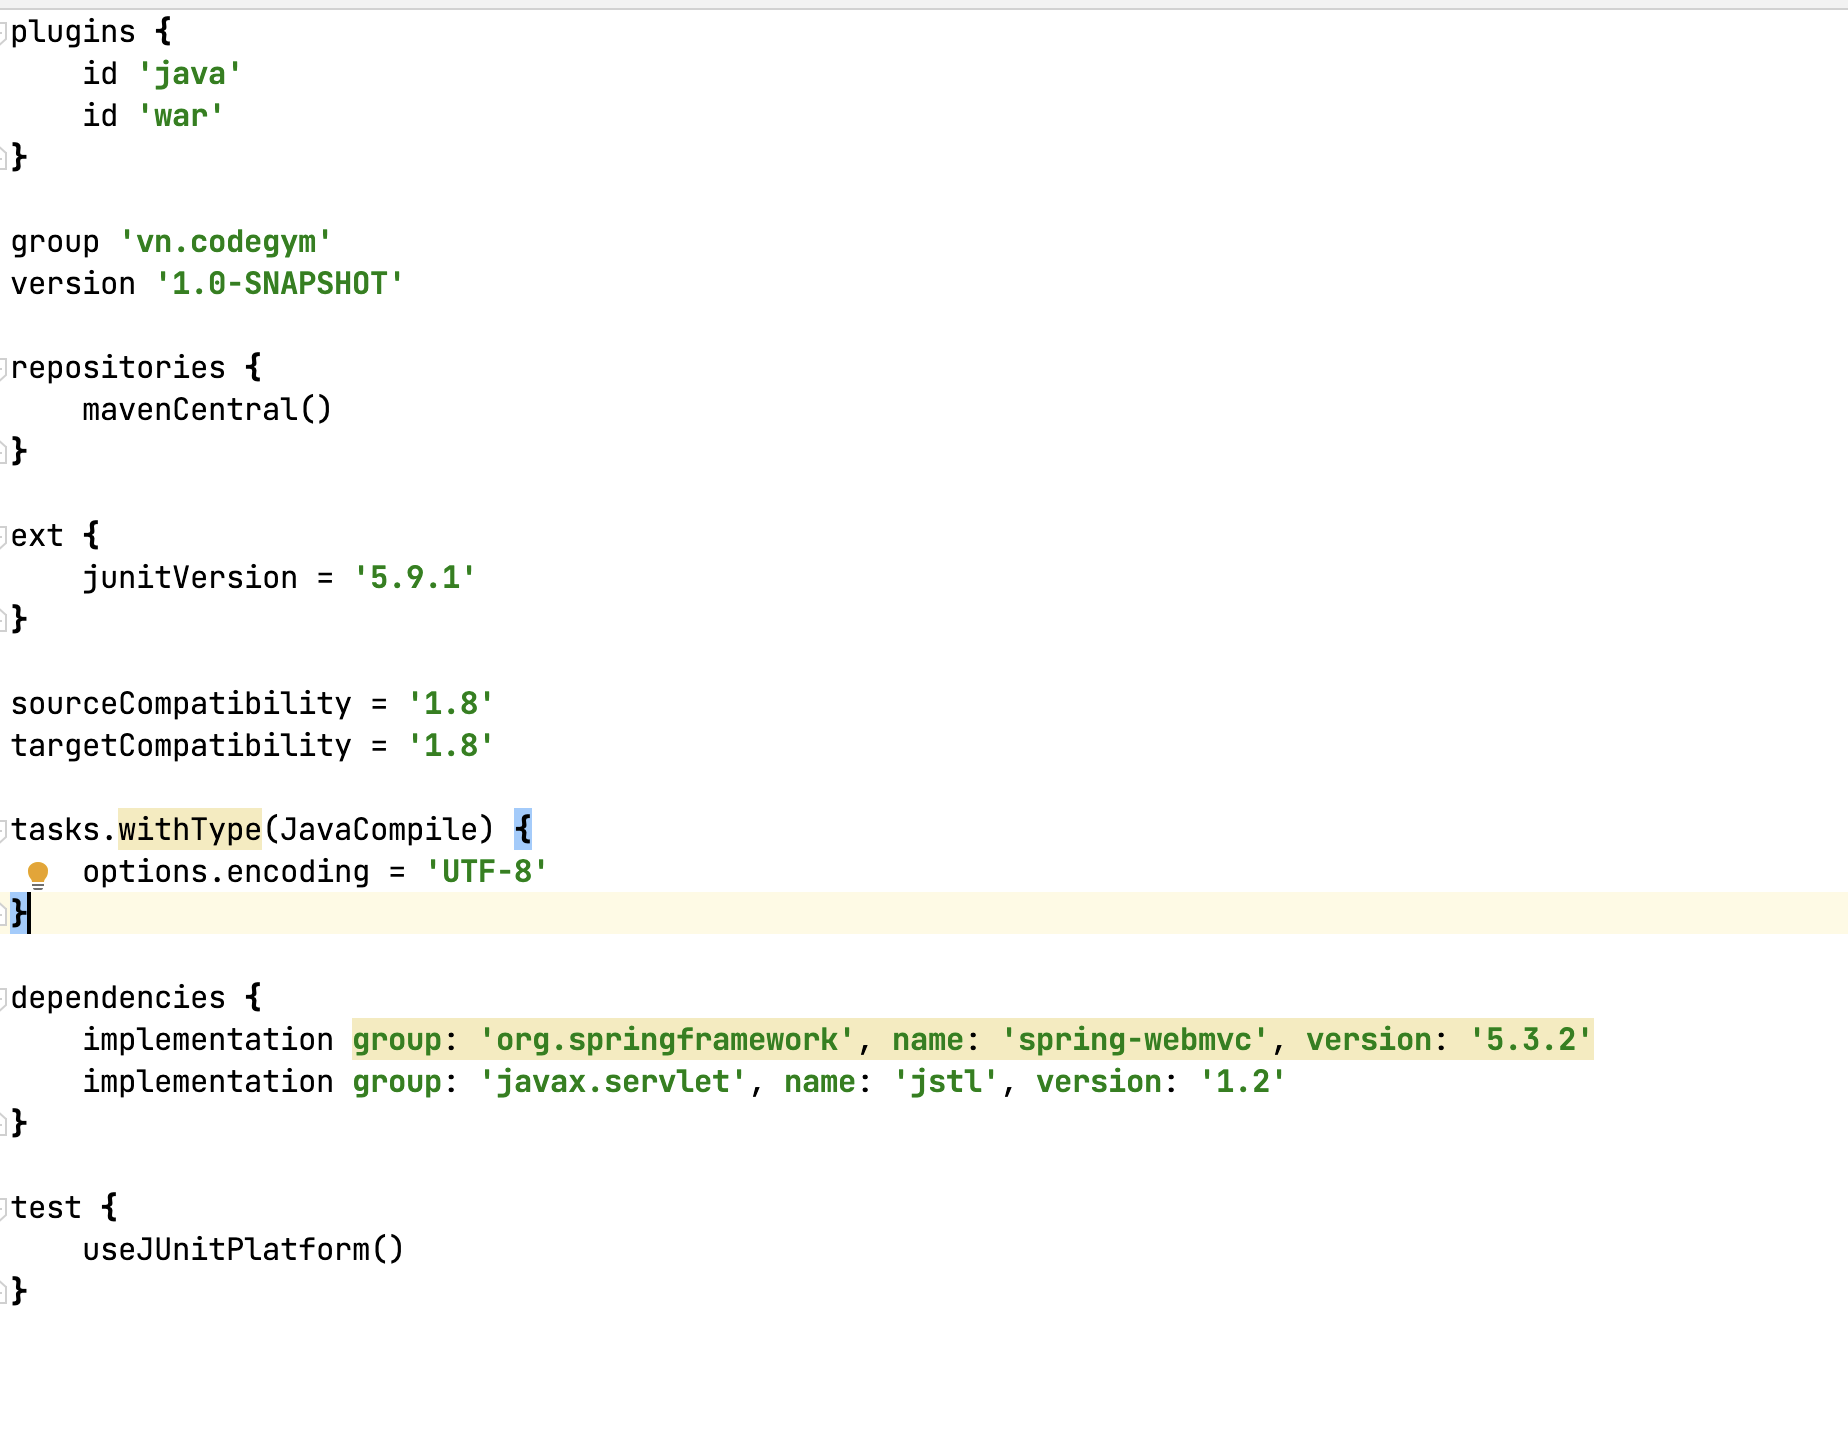 plugins {
    id 'java'
    id 'war'
}
group 'vn.codegym'
version '1.0-SNAPSHOT'
repositories {
    mavenCentral()
}
ext {
    junitVersion = '5.9.1'
}
sourceCompatibility = '1.8'
targetCompatibility = '1.8'
tasks.withType(JavaCompile) {
    options.encoding = 'UTF-8'
}
dependencies {
    implementation group: 'org.springframework', name: 'spring-webmvc', version: '5.3.2'
    implementation group: 'javax.servlet', name: 'jstl', version: '1.2'
}
test {
    useJUnitPlatform()
}